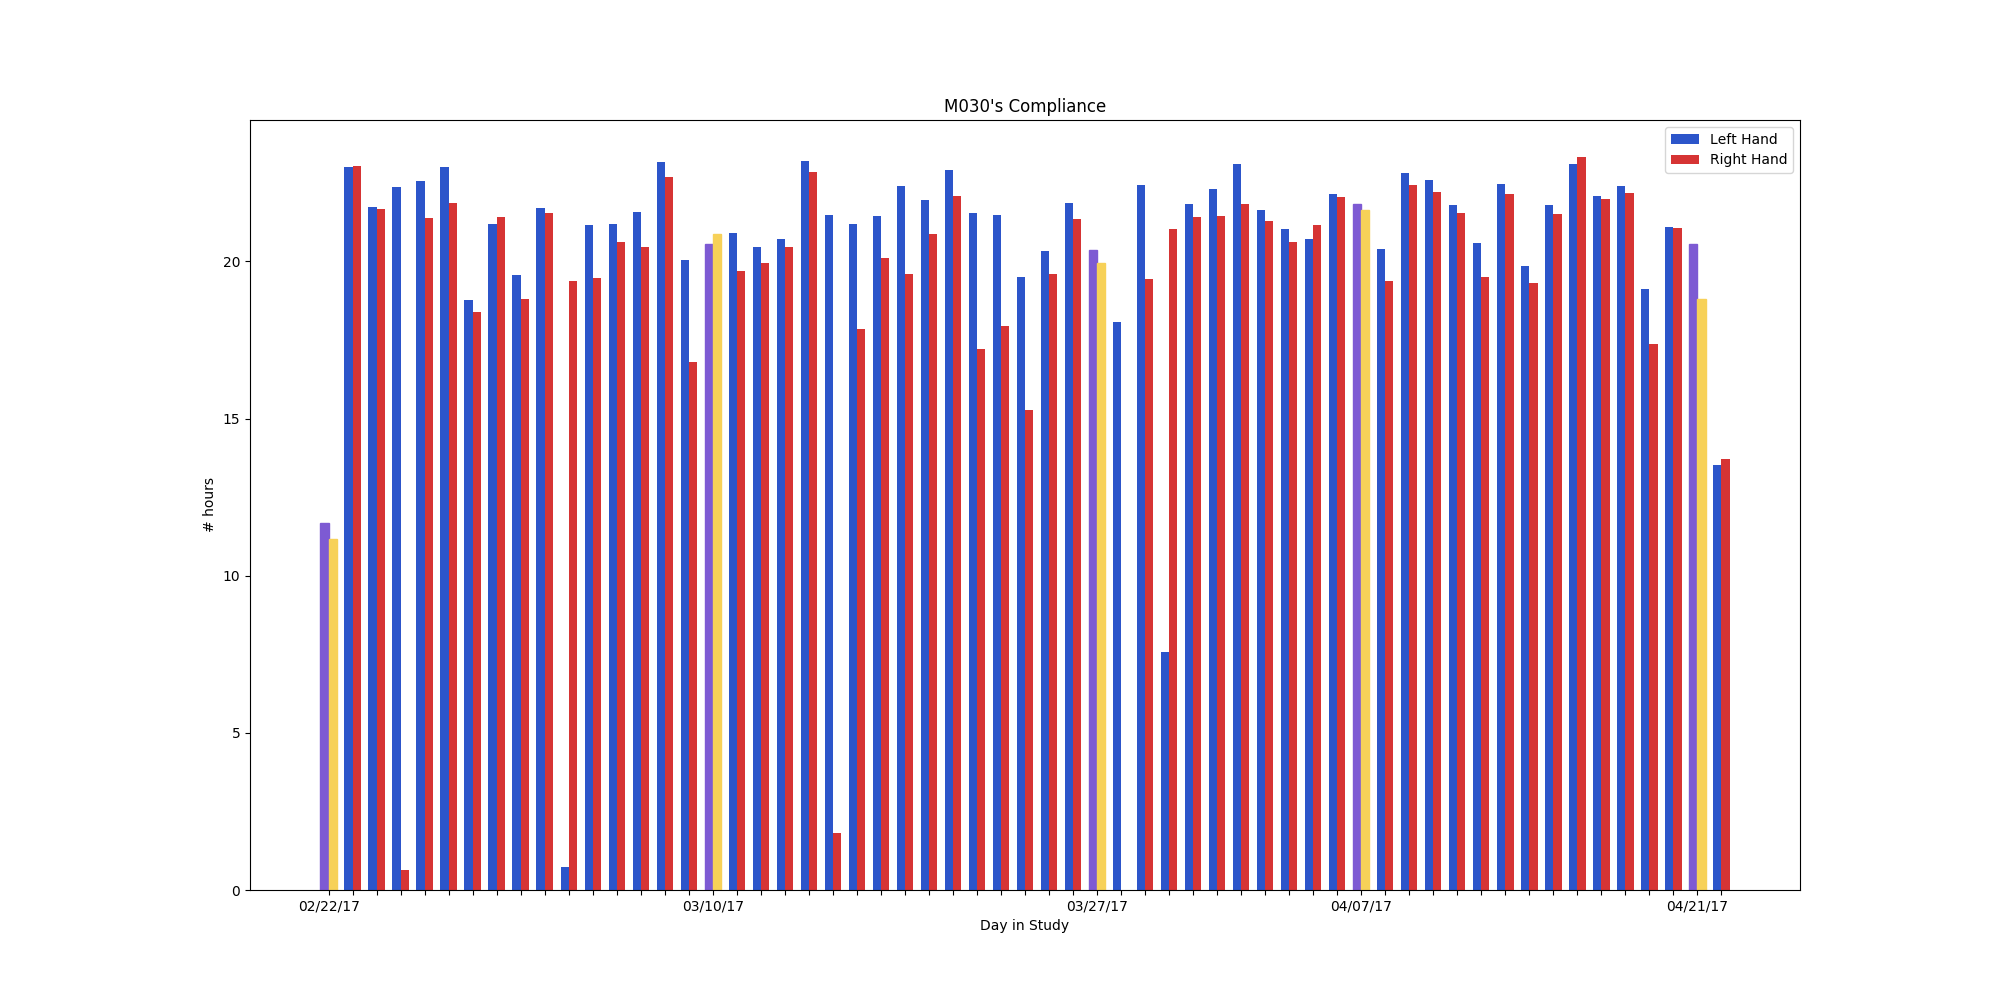 M030's Compliance
Left Hand
Right Hand
# hours
20
15
10
5
0
02/22/17 03/10/17 03/27/17 04/07/17 04/21/17
Day in Study